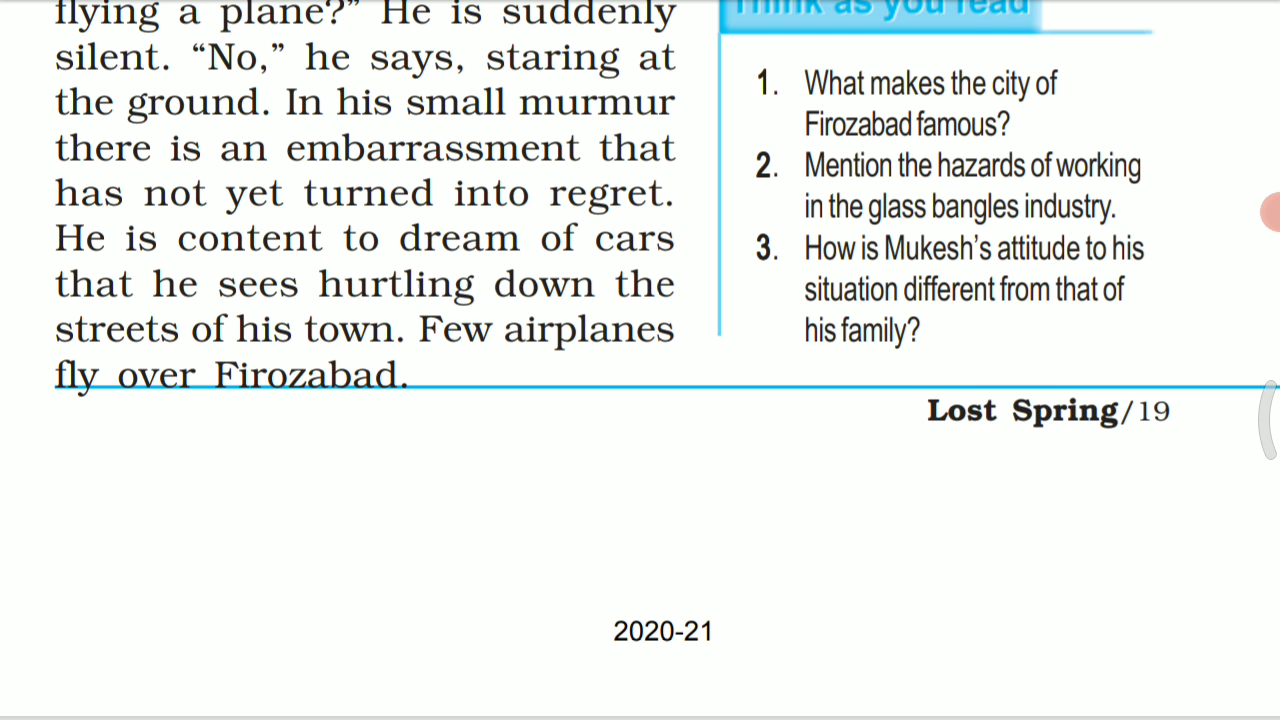 flying a plane?” He is suddenly
silent. “No,” he says, staring at
the ground. In his small murmur
there is an embarrassment that
has not yet turned into regret.
He is content to dream of cars
that he sees hurtling down the
streets of his town. Few airplanes
fly over Firozabad.
Think as you read
1. What makes the city of
Firozabad famous?
2. Mention the hazards of working
in the glass bangles industry.
3. How is Mukesh’s attitude to his
situation different from that of
his family?
Lost Spring/19
2020-21